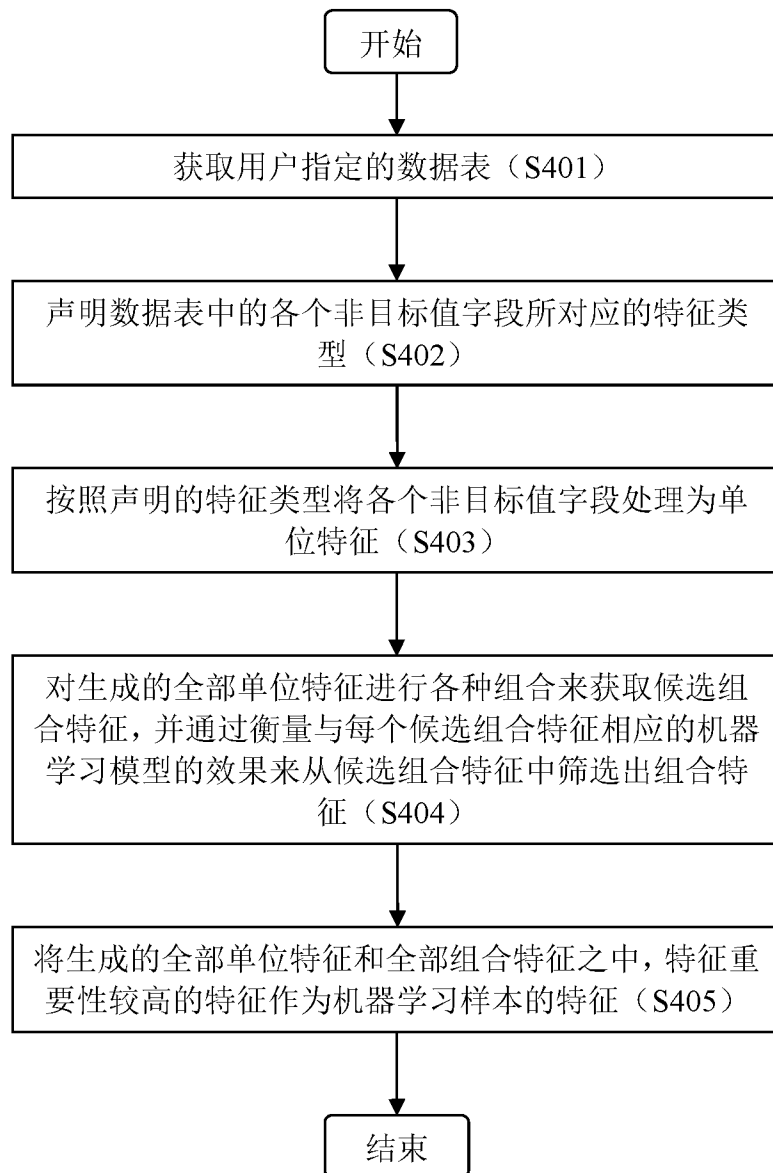 开始
获取用户指定的数据表（S401）
声明数据表中的各个非目标值字段所对应的特征类
型（S402）
按照声明的特征类型将各个非目标值字段处理为单
位特征（S403）
对生成的全部单位特征进行各种组合来获取候选组
合特征，并通过衡量与每个候选组合特征相应的机器
学习模型的效果来从候选组合特征中筛选出组合特
征（S404）
将生成的全部单位特征和全部组合特征之中，特征重
要性较高的特征作为机器学习样本的特征（S405）
结束